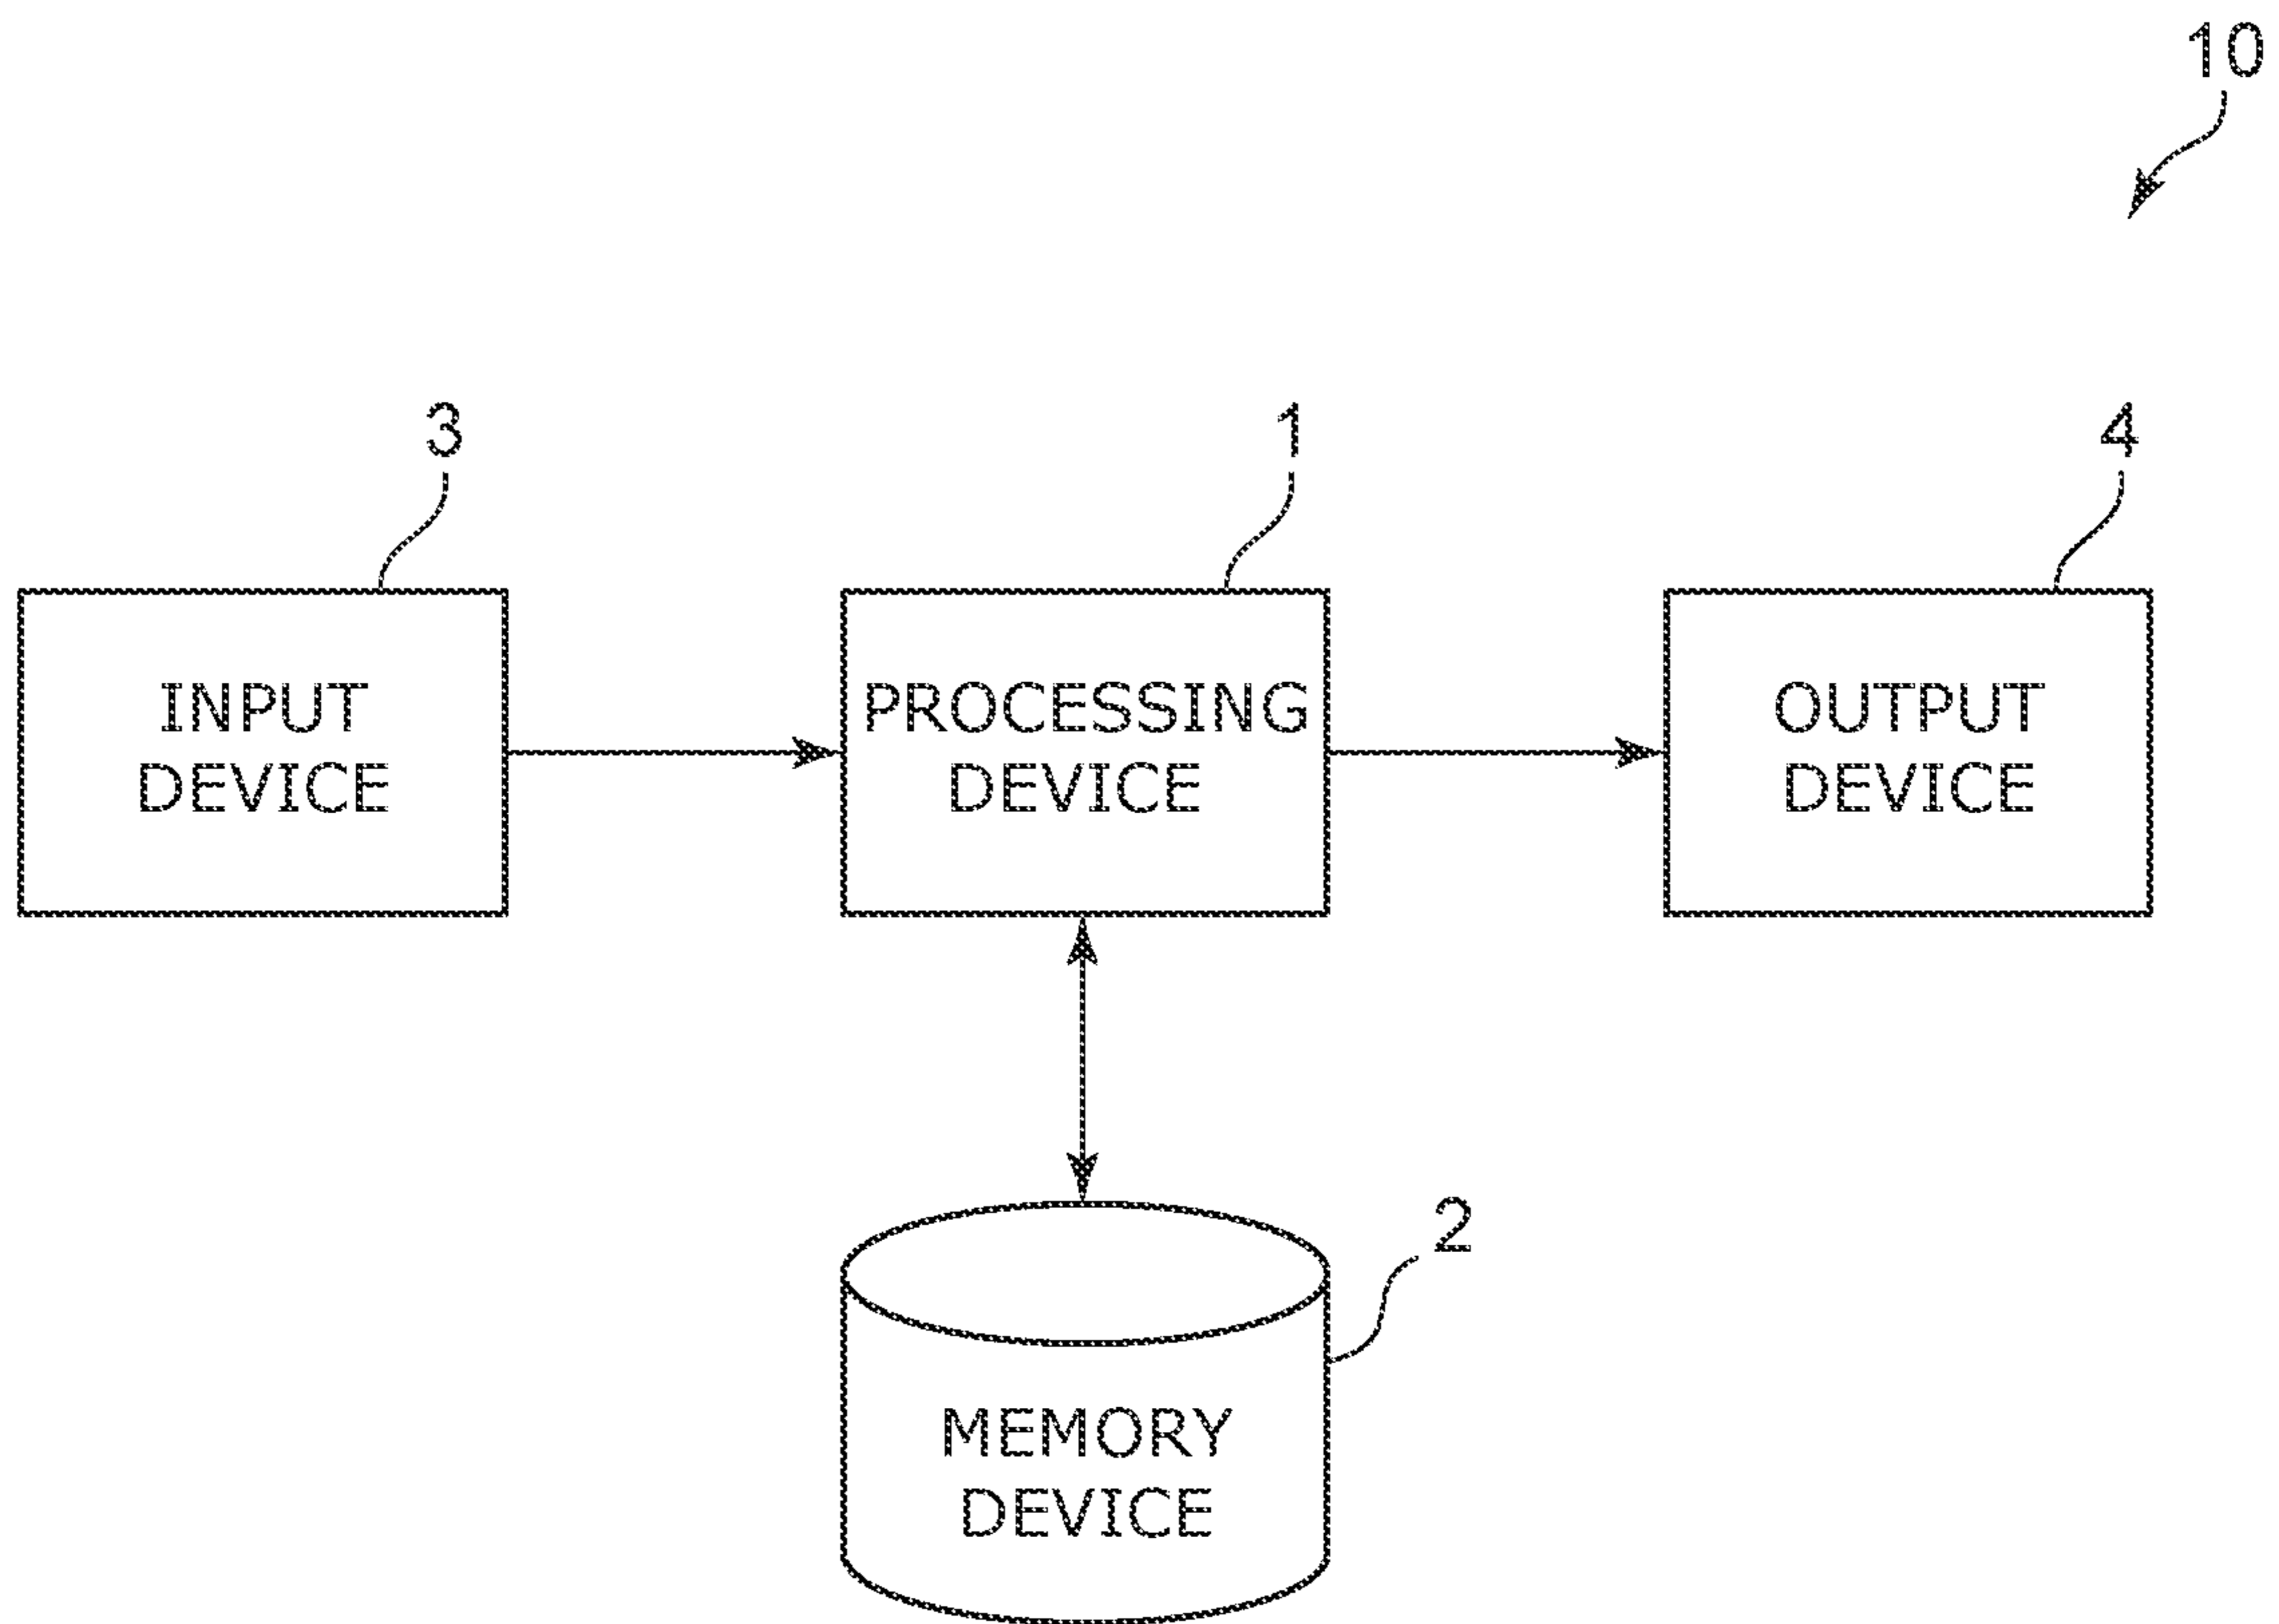 10
3
1
4
INPUT
DEVICE
PROCESSING
DEVICE
OUTPUT
DEVICE
2
MEMORY
DEVICE